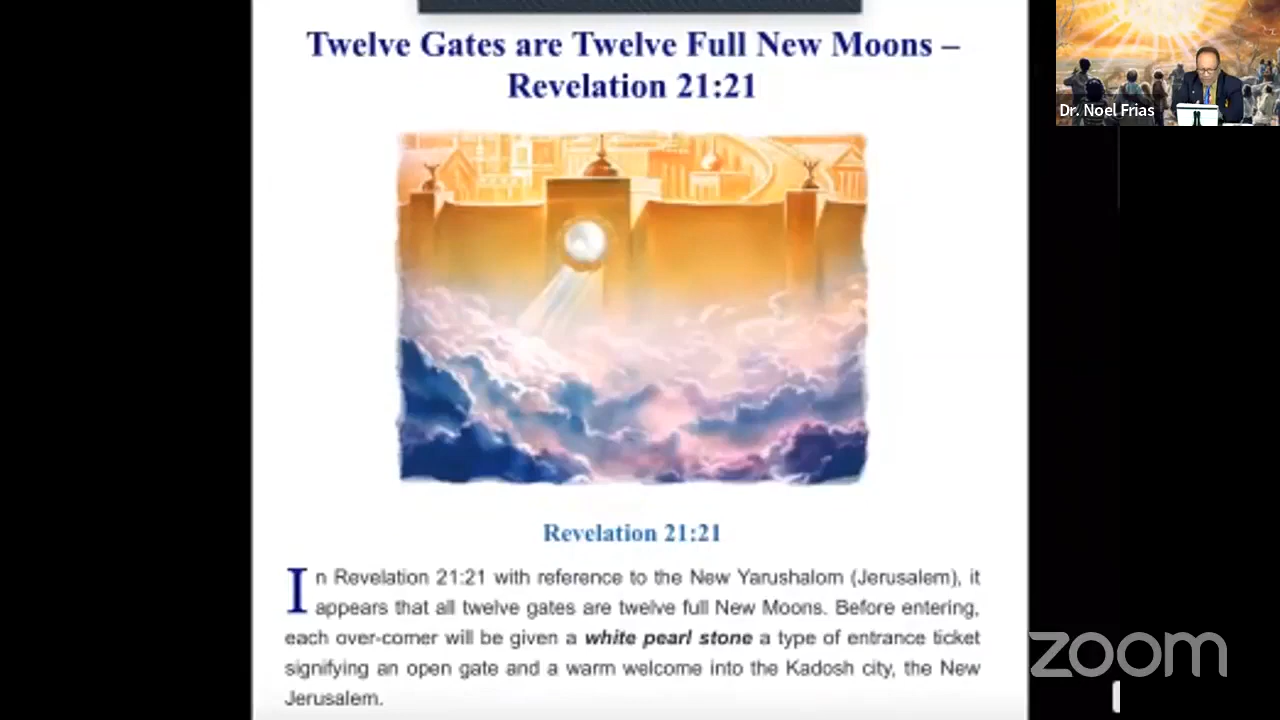 Twelve Gates are Twelve Full New Moons –
Revelation 21:21
Dr. Noel Frias
Revelation 21:21
In Revelation 21:21 with reference to the New Yarushalom (Jerusalem), it
appears that all twelve gates are twelve full New Moons. Before entering,
each over-comer will be given a white pearl stone a type of entrance ticket
signifying an open gate and a warm welcome into the Kadosh city, the New
Jerusalem.
zoom